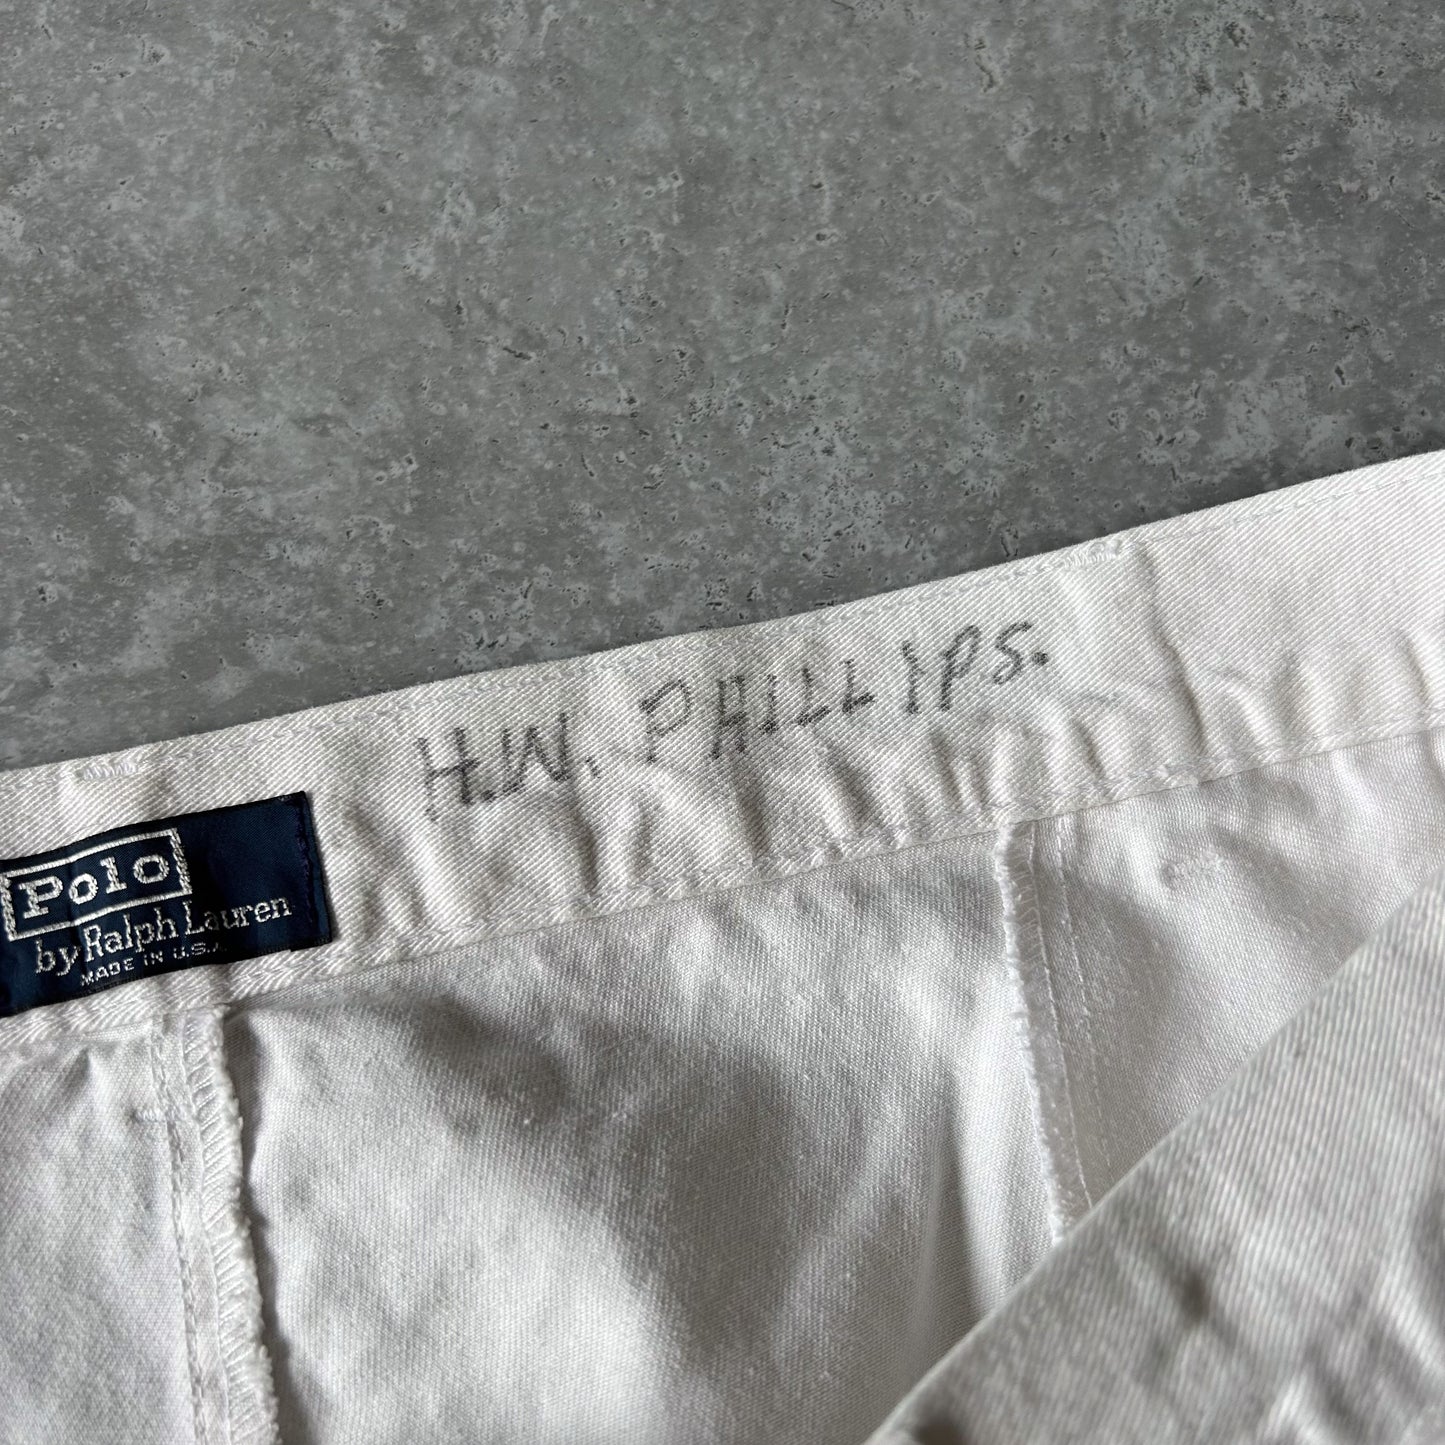 H.W. PHILLIPS.
Polo
by Ralph Lauren
MADE IN U.S.A.